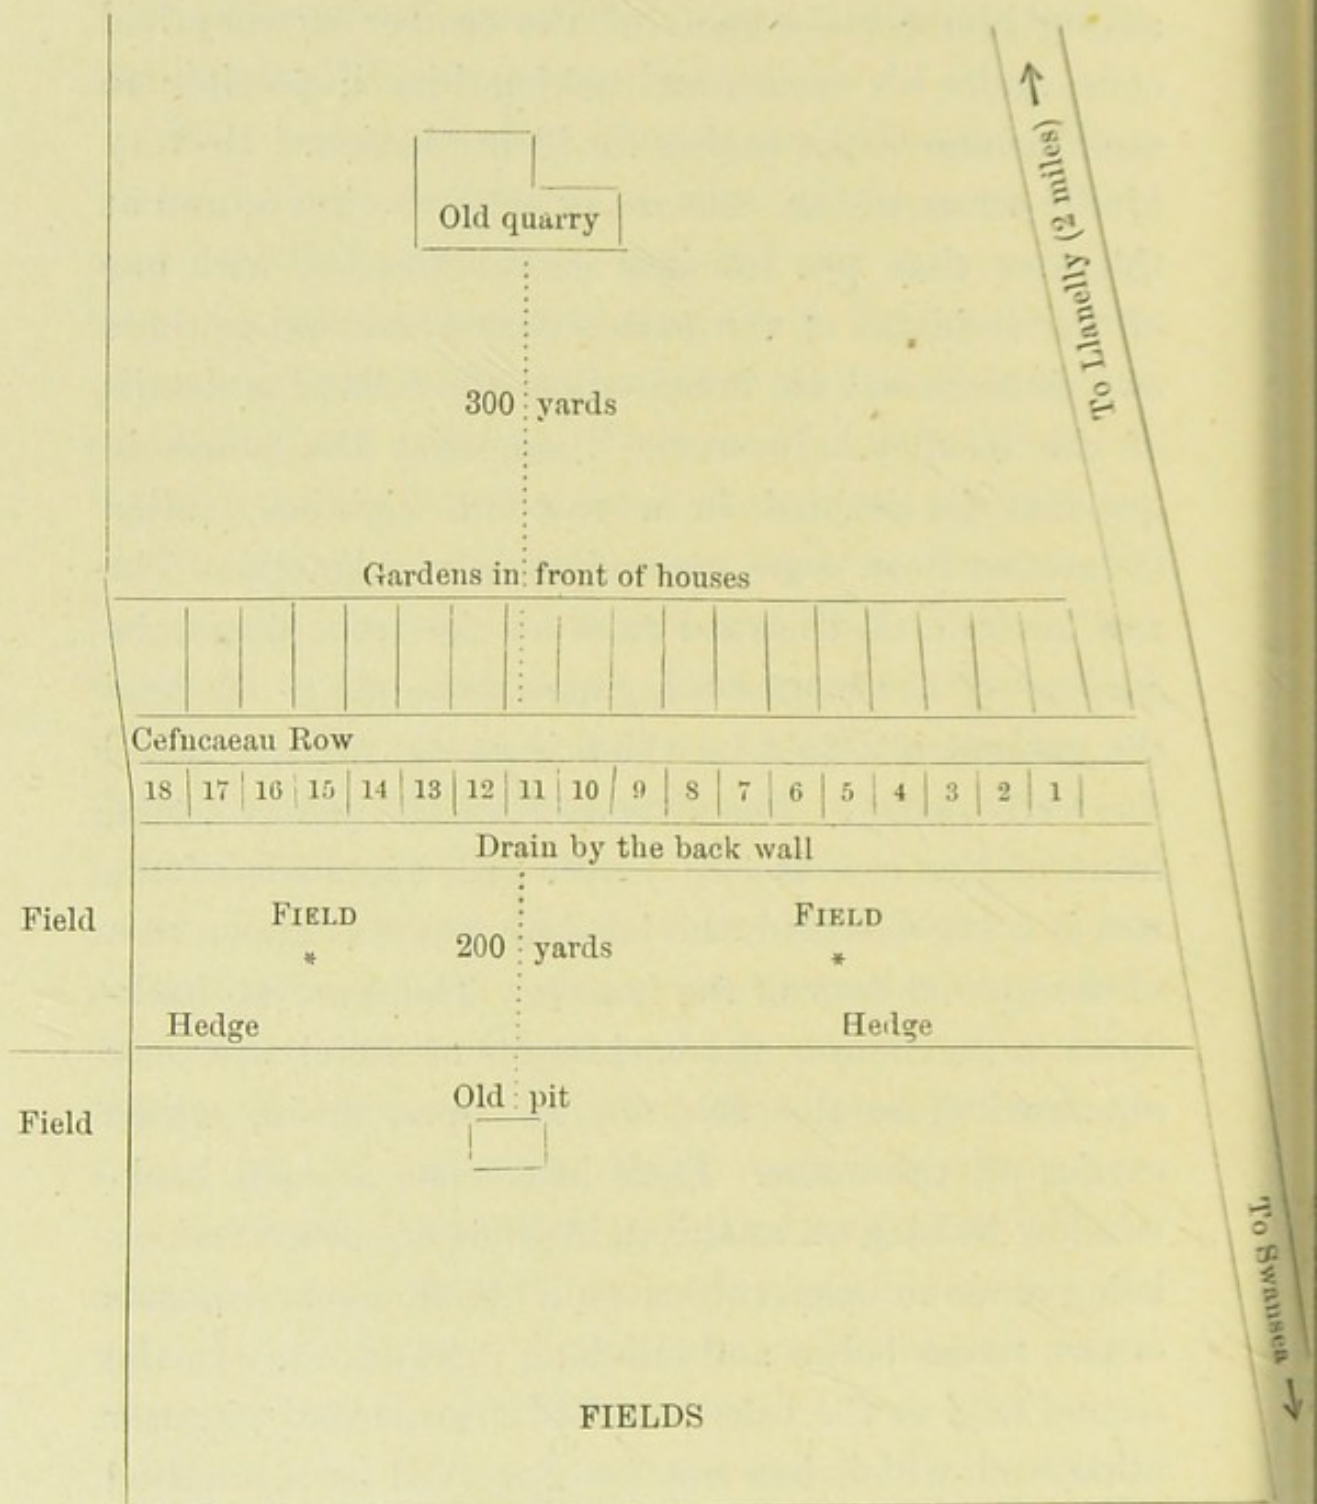 To Llanelly (2 miles) →
Old quarry
300 yards
Gardens in front of houses
Cefncaeau Row
18 17 16 15 14 13 12 11 10 9 8 7 6 5 4 3 2 1
Drain by the back wall
Field
FIELD
FIELD
*
200 yards
*
Hedge
Hedge
Old pit
Field
To Swansea →
FIELDS